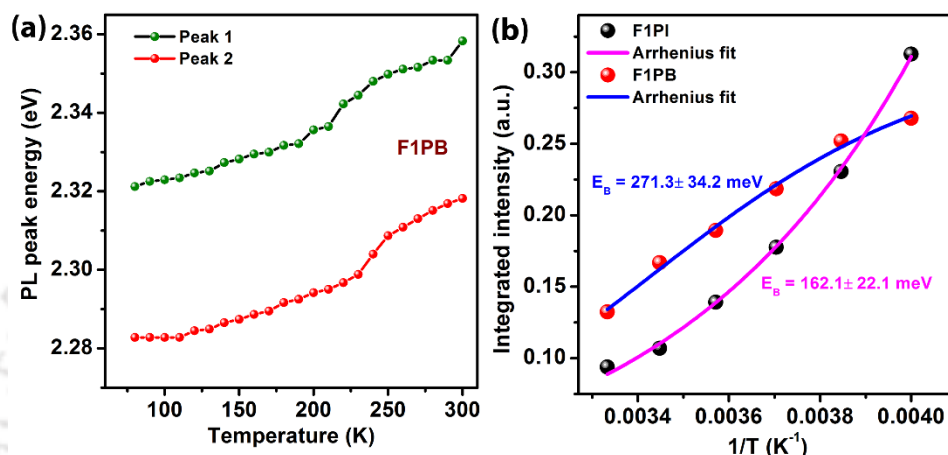 (a)
Peak 1
Peak 2
F1PB
PL peak energy (eV)
2.36
2.34
2.32
2.30
2.28
100
150
200
250
300
Temperature (K)
(b)
F1PI
Arrhenius fit
F1PB
Arrhenius fit
E_B = 271.3± 34.2 meV
E_B = 162.1± 22.1 meV
Integrated intensity (a.u.)
0.30
0.25
0.20
0.15
0.10
0.0034
0.0036
0.0038
0.0040
1/T (K⁻¹)